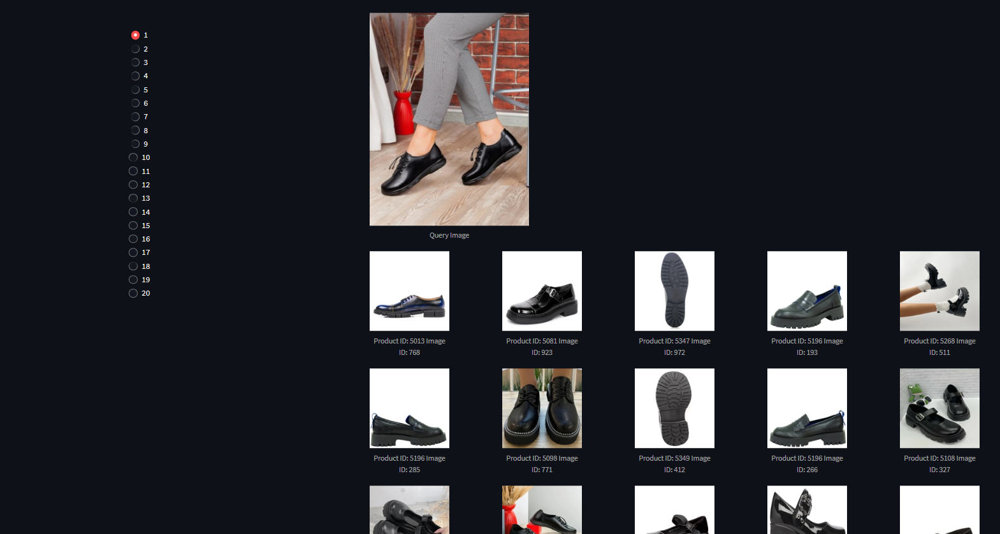 1
2
3
4
5
6
7
8
9
10
11
12
13
14
15
16
17
18
19
20
Query Image
Product ID: 5013 Image
ID: 768
Product ID: 5081 Image
ID: 923
Product ID: 5347 Image
ID: 972
Product ID: 5196 Image
ID: 193
Product ID: 5268 Image
ID: 511
Product ID: 5196 Image
ID: 285
Product ID: 5098 Image
ID: 771
Product ID: 5349 Image
ID: 412
Product ID: 5196 Image
ID: 266
Product ID: 5108 Image
ID: 327